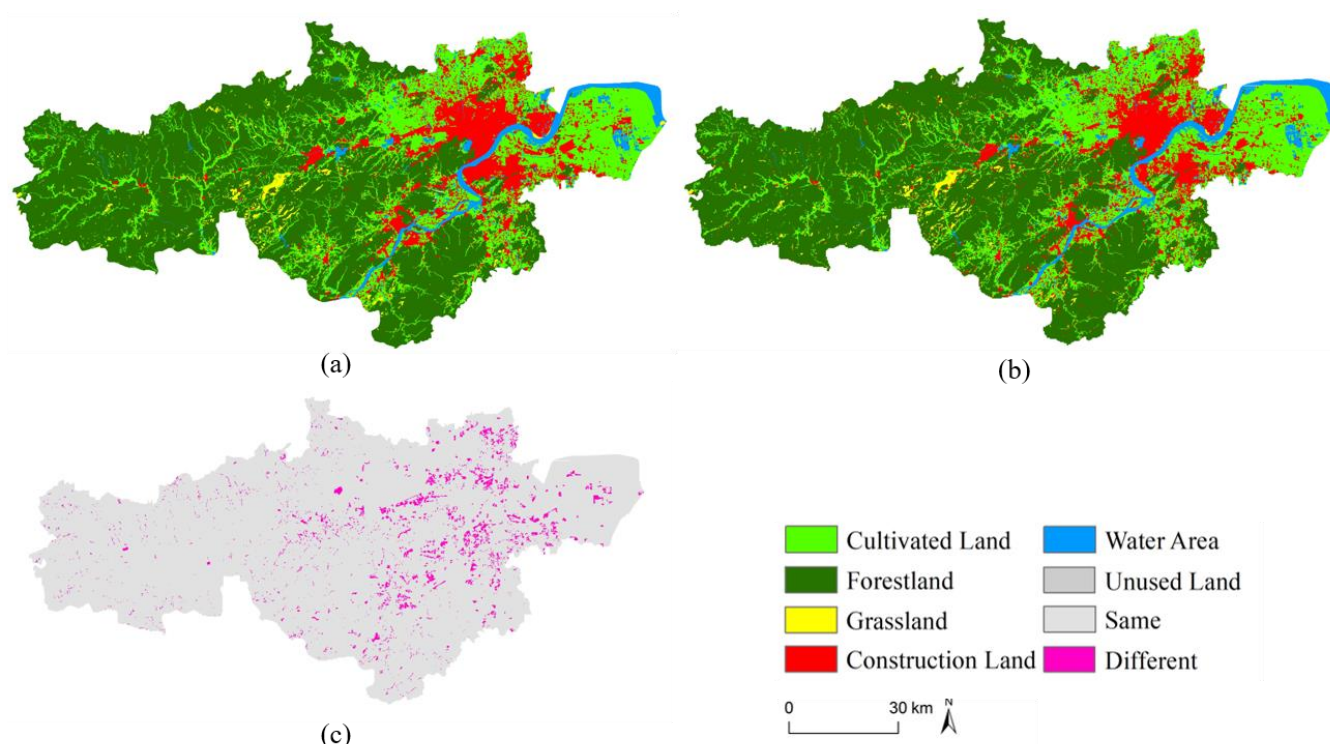 (a)
(b)
(c)
Cultivated Land
Forestland
Grassland
Construction Land
Water Area
Unused Land
Same
Different
0 30 km
N